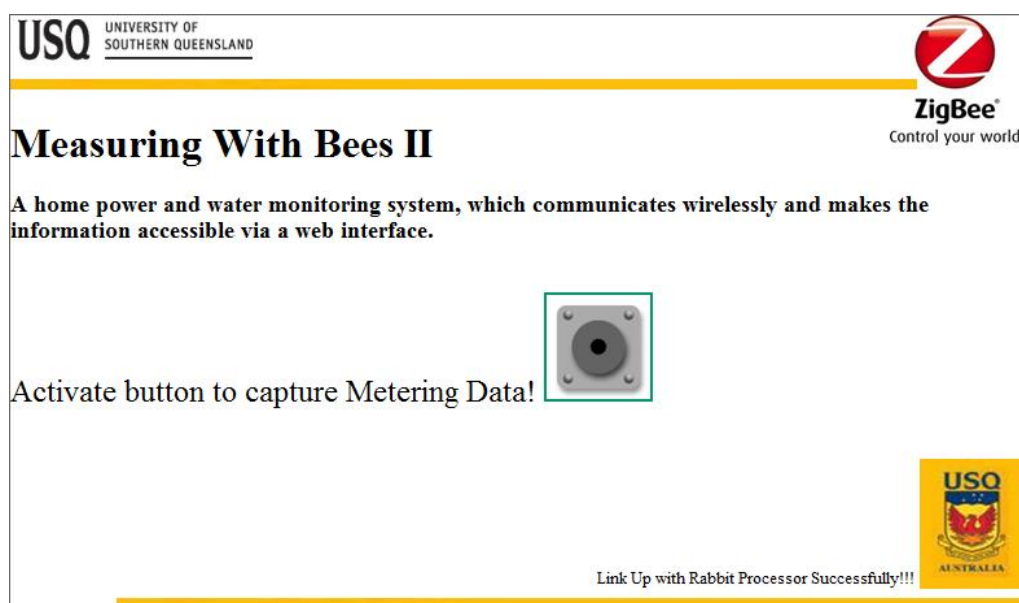 USQ UNIVERSITY OF
SOUTHERN QUEENSLAND
ZigBee®
Control your world
Measuring With Bees II
A home power and water monitoring system, which communicates wirelessly and makes the
information accessible via a web interface.
Activate button to capture Metering Data!
USQ
AUSTRALIA
Link Up with Rabbit Processor Successfully!!!